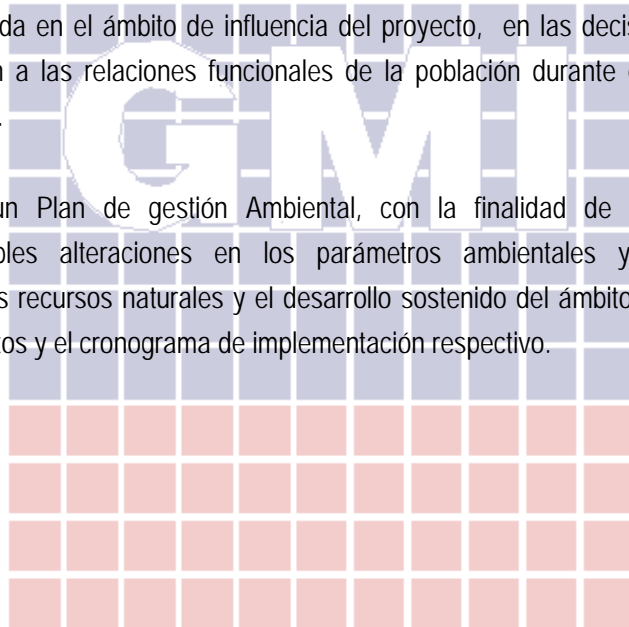 da en el ámbito de influencia del proyecto, en las decis
a las relaciones funcionales de la población durante
.
GMI
un Plan de gestión Ambiental, con la finalidad de
bles alteraciones en los parámetros ambientales y
s recursos naturales y el desarrollo sostenido del ámbito
tos y el cronograma de implementación respectivo.